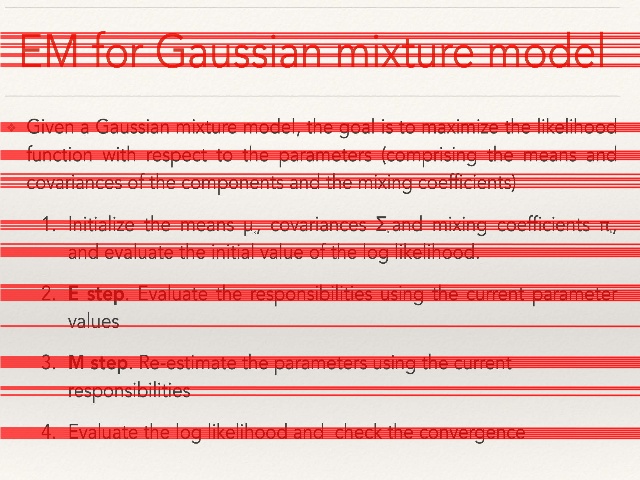 EM for Gaussian mixture model
Given a Gaussian mixture model, the goal is to maximize the likelihood
function with respect to the parameters (comprising the means and
covariances of the components and the mixing coefficients)
1. Initialize the means μ, covariances Σ and mixing coefficients π,
and evaluate the initial value of the log likelihood.
2. E step. Evaluate the responsibilities using the current parameter
values
3. M step. Re-estimate the parameters using the current
responsibilities
4. Evaluate the log likelihood and check the convergence